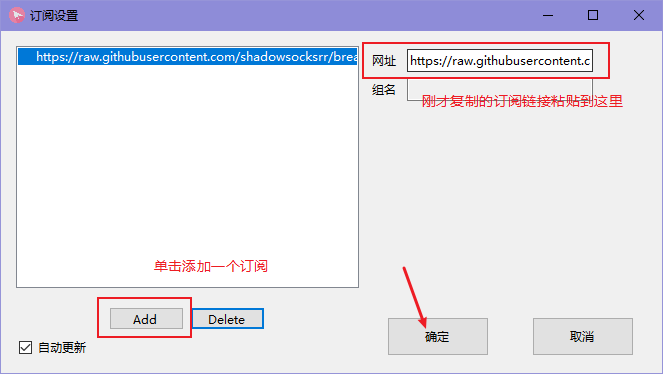 订阅设置
https://raw.githubusercontent.com/shadowsocksrr/brea
网址
https://raw.githubusercontent.c
组名
刚才复制的订阅链接粘贴到这里
单击添加一个订阅
Add
Delete
自动更新
确定
取消